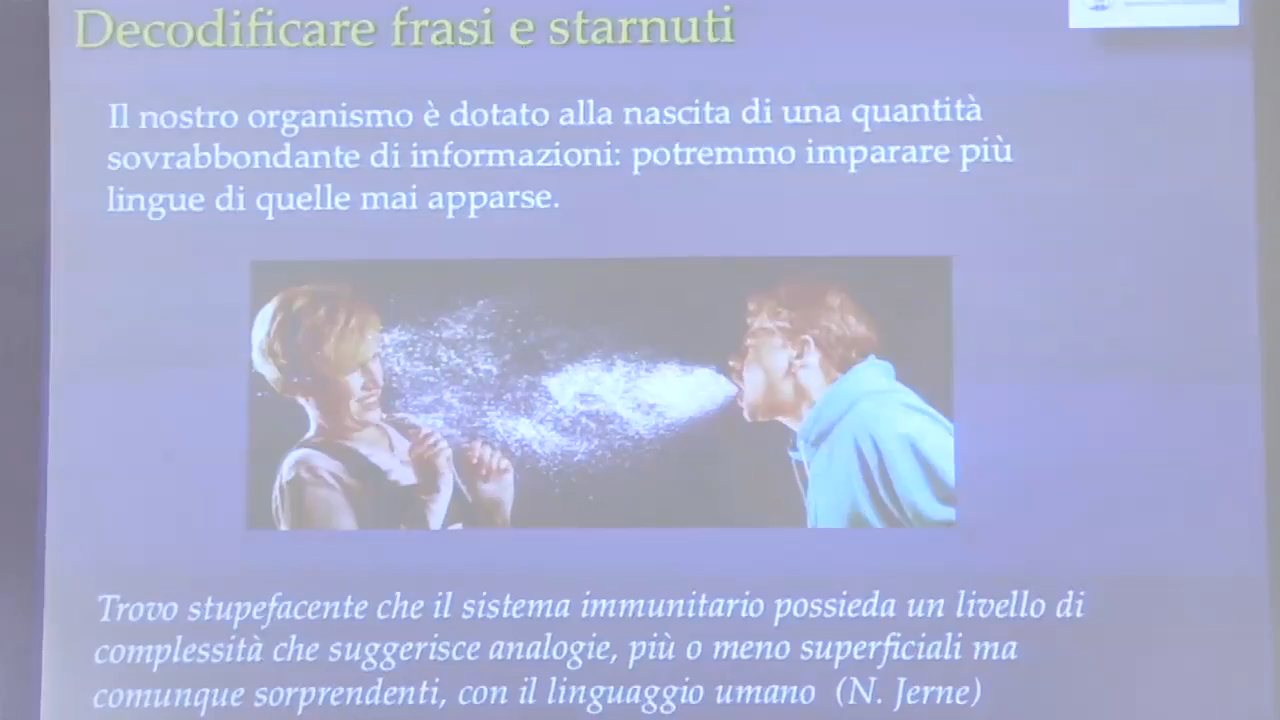 Decodificare frasi e starnuti
Il nostro organismo è dotato alla nascita di una quantità
sovrabbondante di informazioni: potremmo imparare più
lingue di quelle mai apparse.
Trovo stupefacente che il sistema immunitario possieda un livello di
complessità che suggerisce analogie, più o meno superficiali ma
comunque sorprendenti, con il linguaggio umano (N. Jerne)